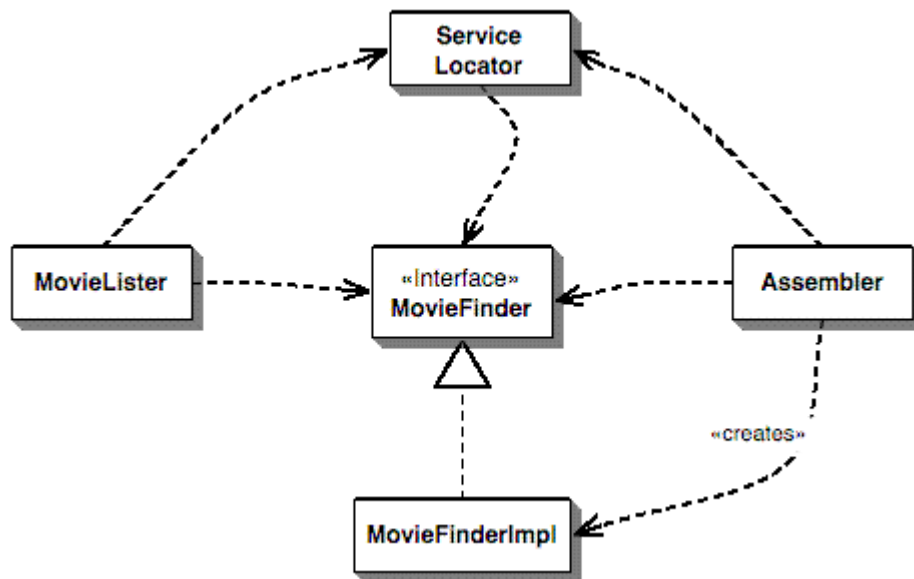 Service
Locator
MovieLister
«Interface»
MovieFinder
Assembler
«creates»
MovieFinderImpl